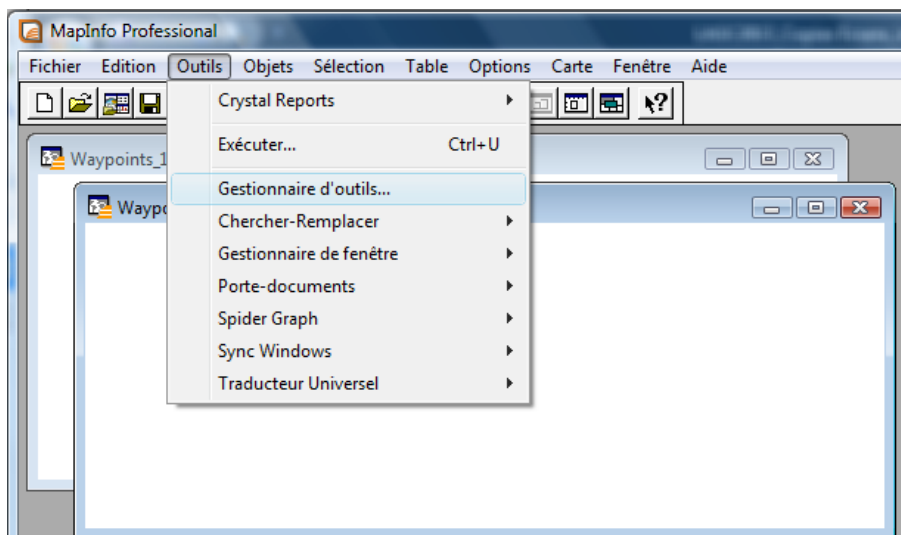 MapInfo Professional
Fichier Edition Outils Objets Sélection Table Options Carte Fenêtre Aide
Crystal Reports
Exécuter... Ctrl+U
Waypoints_1
Gestionnaire d'outils...
Waypo
Chercher-Remplacer
Gestionnaire de fenêtre
Porte-documents
Spider Graph
Sync Windows
Traducteur Universel